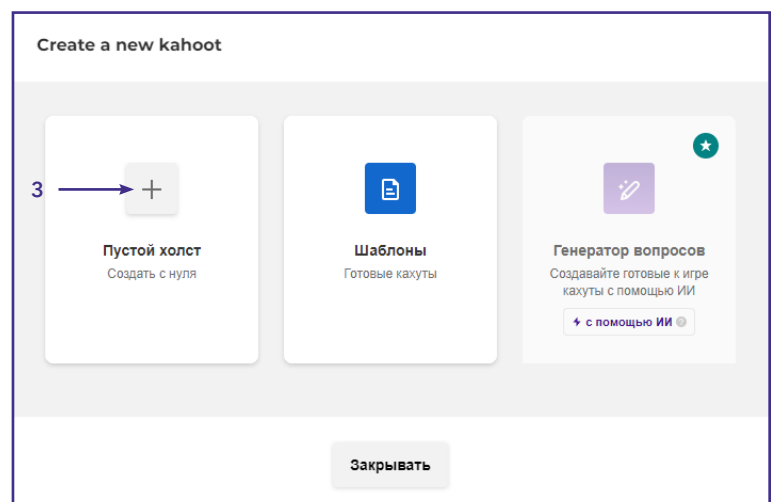 Create a new kahoot
3
Пустой холст
Создать с нуля
Шаблоны
Готовые кахуты
Генератор вопросов
Создавайте готовые к игре
кахуты с помощью ИИ
с помощью ИИ ?
Закрывать